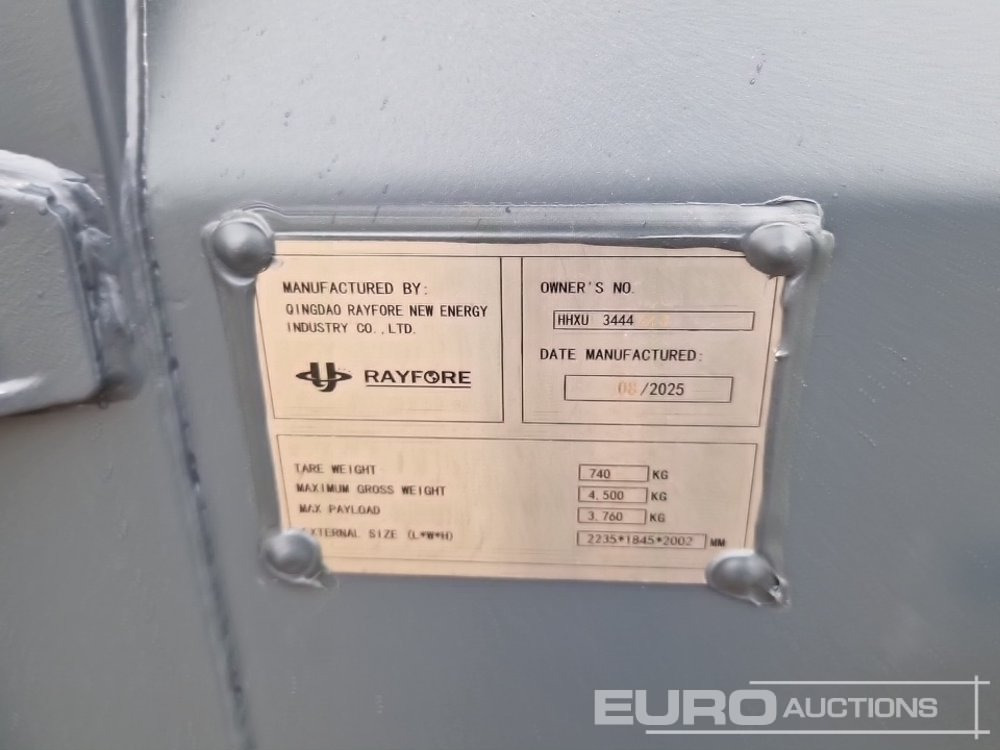 MANUFACTURED BY:
QINGDAO RAYFORE NEW ENERGY
INDUSTRY CO.,LTD.
RAYFORE
OWNER'S NO.
HHXU 3444
DATE MANUFACTURED:
08/2025
TARE WEIGHT 740 KG
MAXIMUM GROSS WEIGHT 4,500 KG
MAX PAYLOAD 3,760 KG
EXTERNAL SIZE (L*W*H) 2235*1845*2002 MM
EURO AUCTIONS